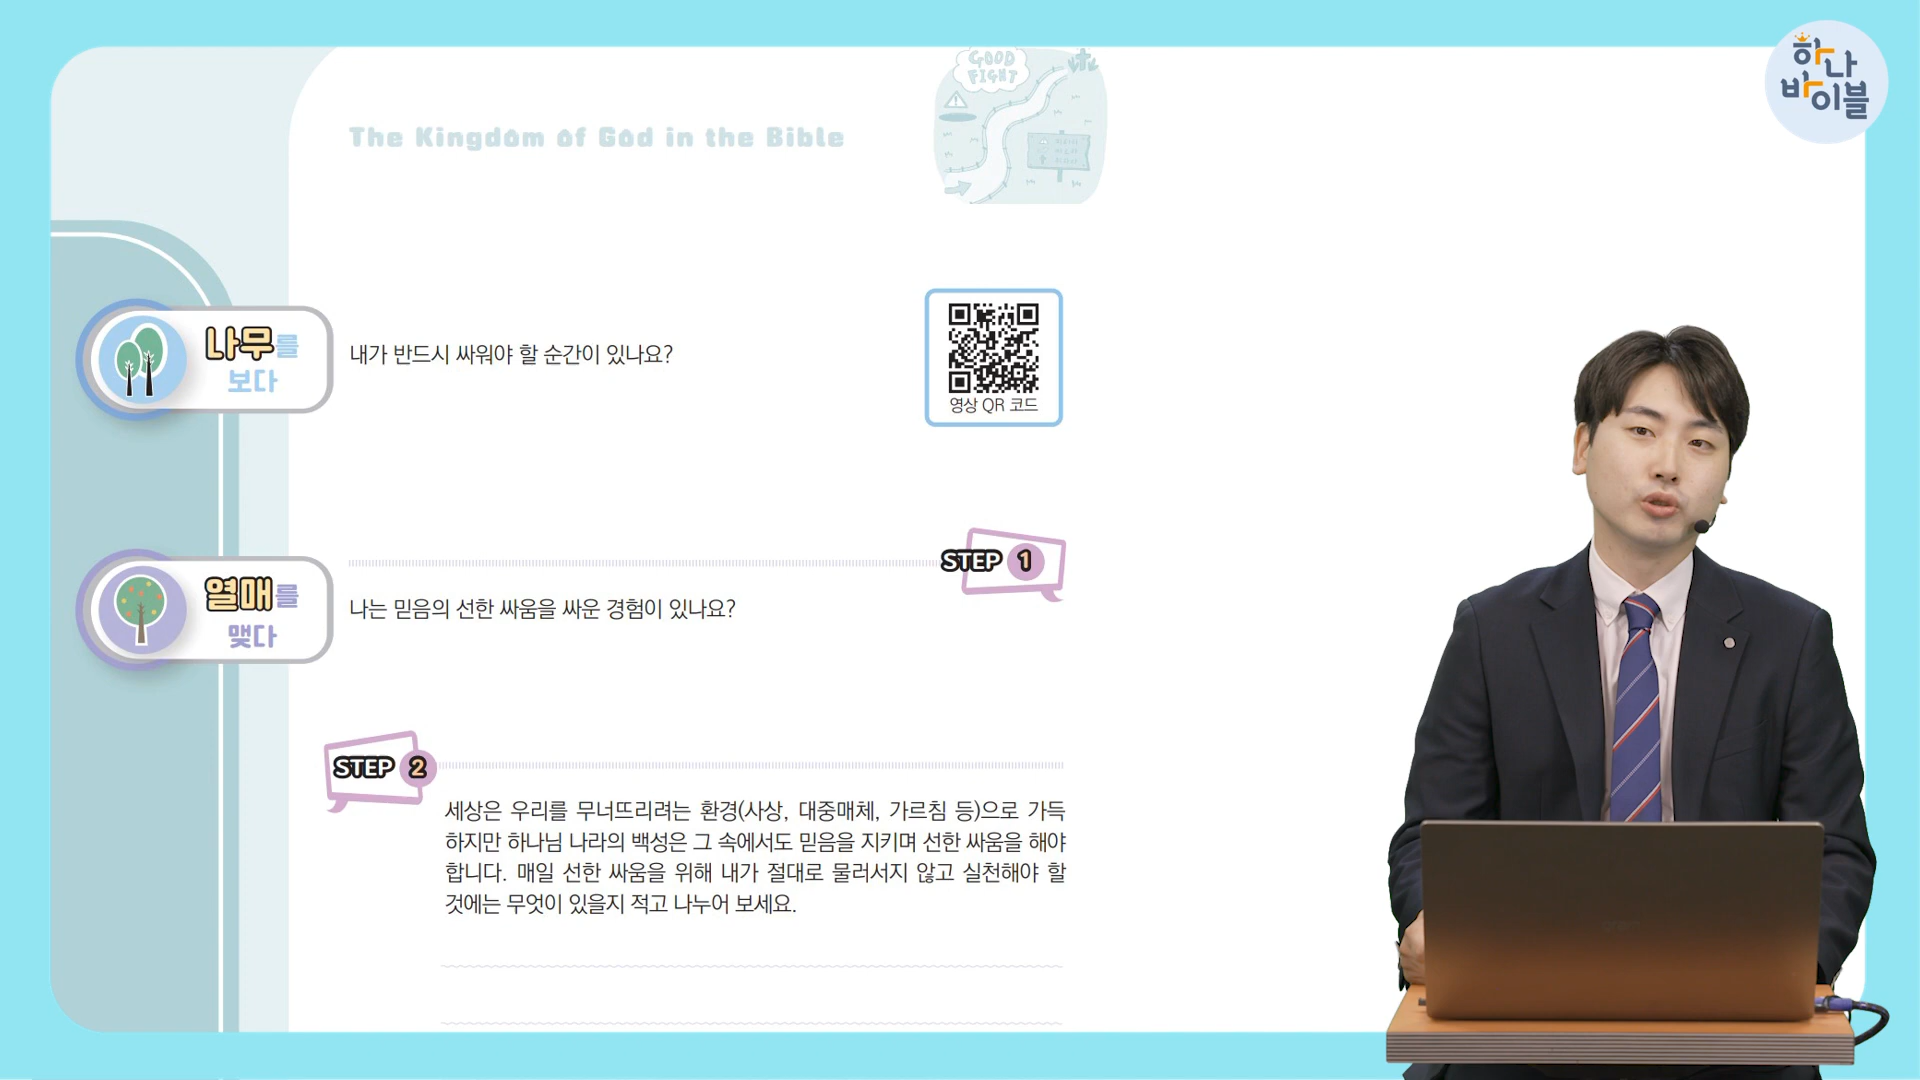 하나
바이블
GOOD
FIGHT
The Kingdom of God in the Bible
나무를
보다
내가 반드시 싸워야 할 순간이 있나요?
영상 QR 코드
STEP 1
열매를
맺다
나는 믿음의 선한 싸움을 싸운 경험이 있나요?
STEP 2
세상은 우리를 무너뜨리려는 환경(사상, 대중매체, 가르침 등)으로 가득
하지만 하나님 나라의 백성은 그 속에서도 믿음을 지키며 선한 싸움을 해야
합니다. 매일 선한 싸움을 위해 내가 절대로 물러서지 않고 실천해야 할
것에는 무엇이 있을지 적고 나누어 보세요.